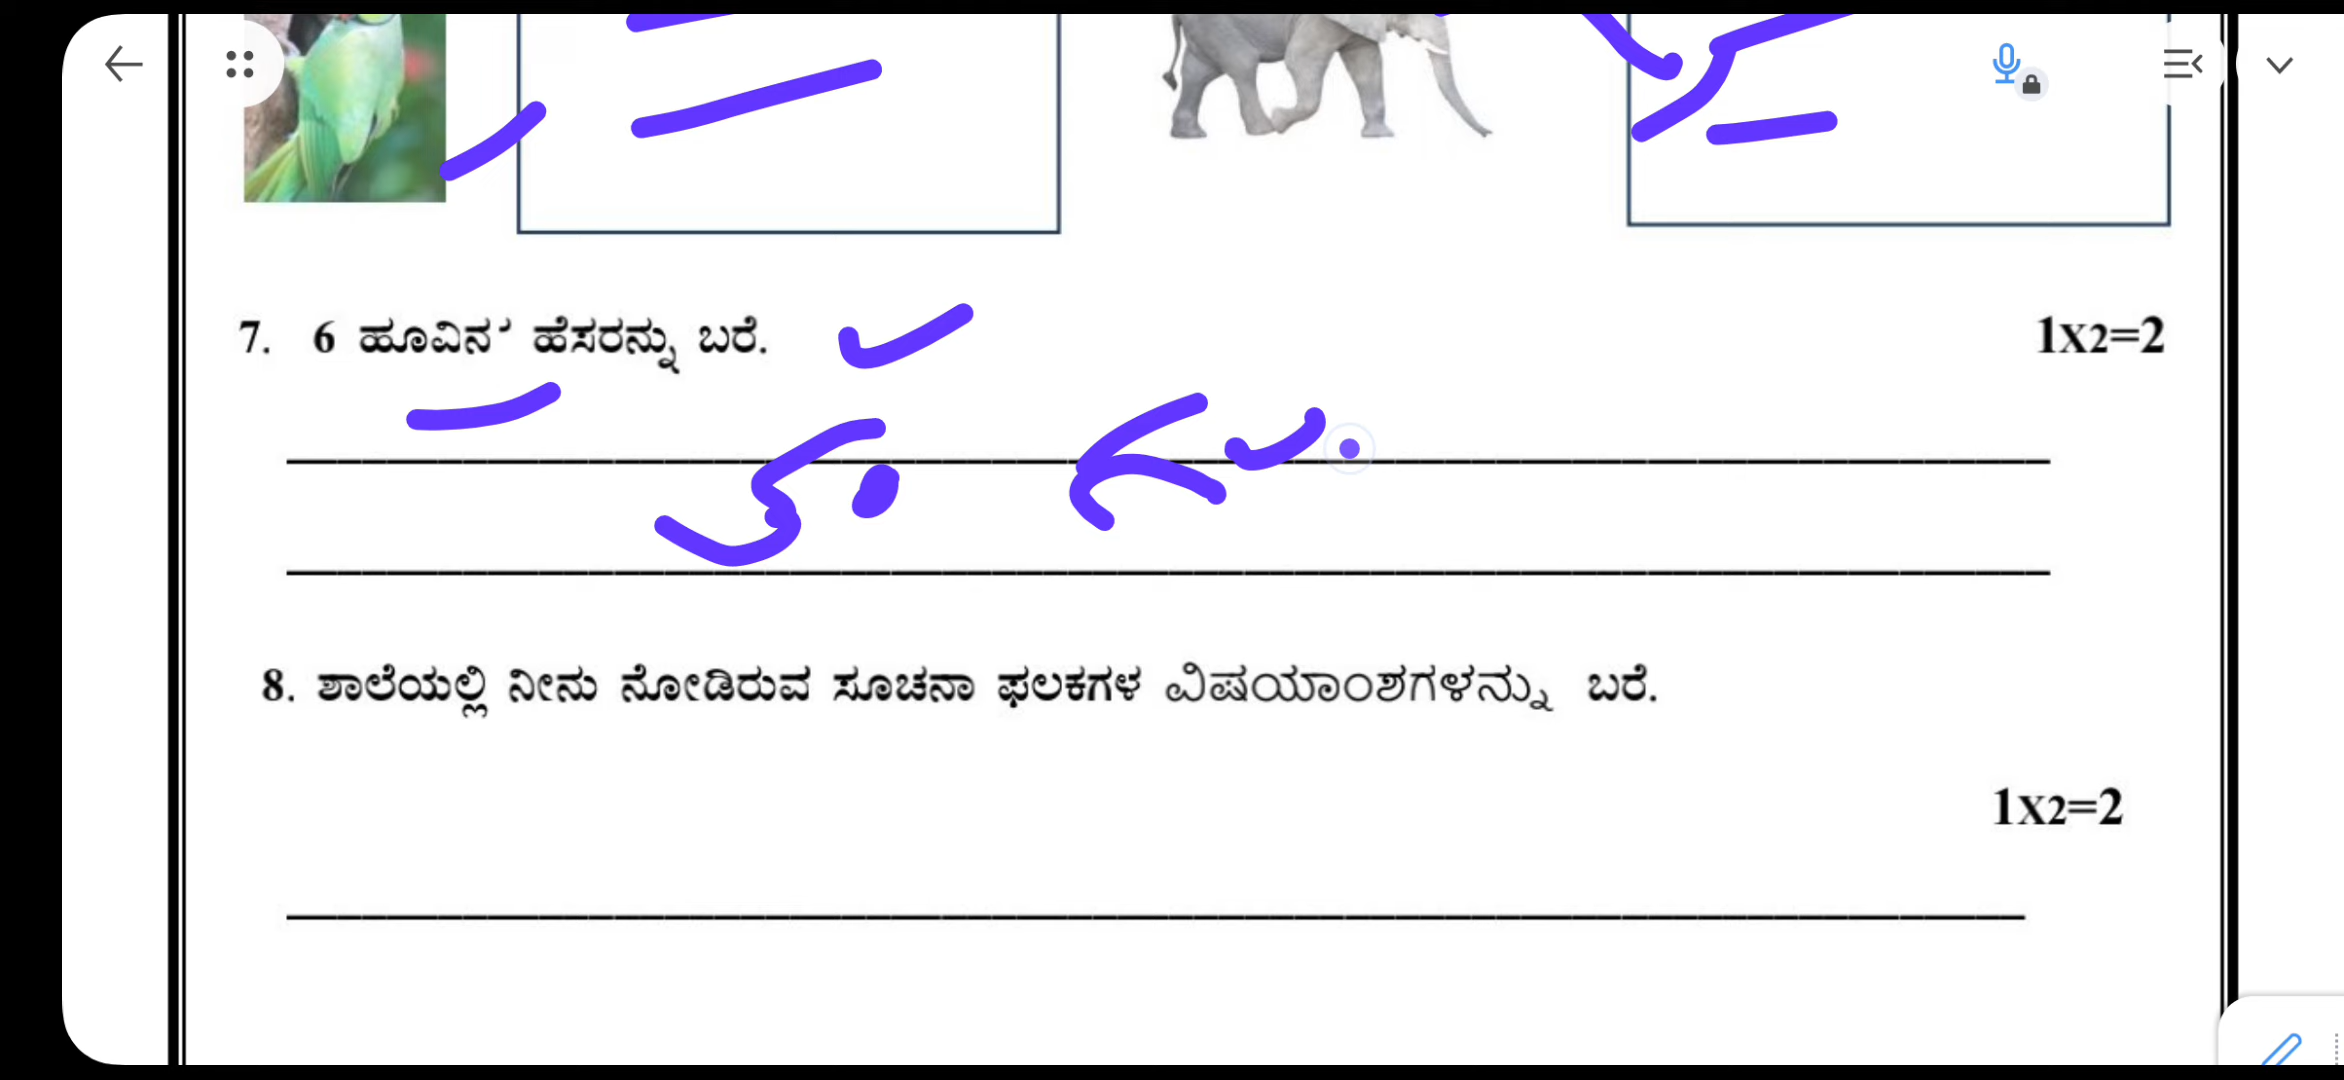 7. 6 ಹೂವಿನ ಹೆಸರನ್ನು ಬರೆ. 1x2=2
8. ಶಾಲೆಯಲ್ಲಿ ನೀನು ನೋಡಿರುವ ಸೂಚನಾ ಫಲಕಗಳ ವಿಷಯಾಂಶಗಳನ್ನು ಬರೆ.
1x2=2